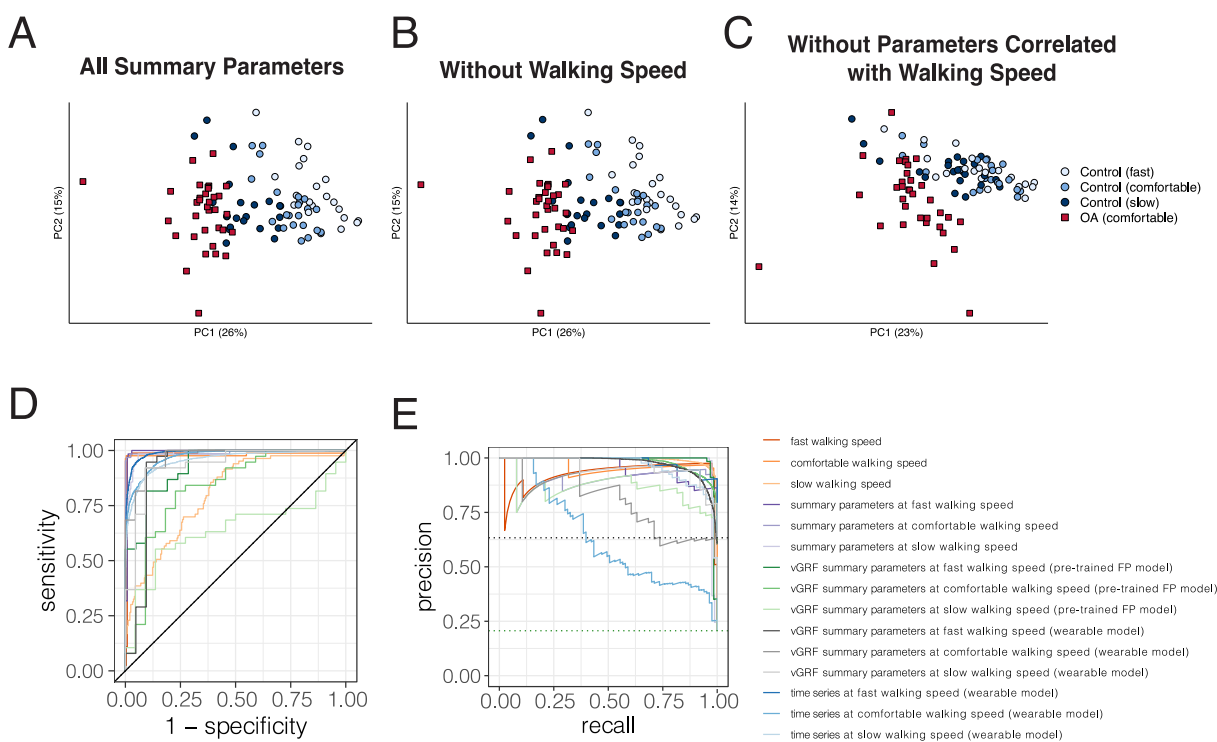 A
All Summary Parameters
PC2 (15%)
PC1 (26%)
B
Without Walking Speed
PC2 (15%)
PC1 (26%)
C
Without Parameters Correlated
with Walking Speed
PC2 (14%)
PC1 (23%)
Control (fast)
Control (comfortable)
Control (slow)
OA (comfortable)
D
sensitivity
1.00
0.75
0.50
0.25
0.00
0.00 0.25 0.50 0.75 1.00
1 – specificity
E
precision
1.00
0.75
0.50
0.25
0.00
0.00 0.25 0.50 0.75 1.00
recall
fast walking speed
comfortable walking speed
slow walking speed
summary parameters at fast walking speed
summary parameters at comfortable walking speed
summary parameters at slow walking speed
vGRF summary parameters at fast walking speed (pre-trained FP model)
vGRF summary parameters at comfortable walking speed (pre-trained FP model)
vGRF summary parameters at slow walking speed (pre-trained FP model)
vGRF summary parameters at fast walking speed (wearable model)
vGRF summary parameters at comfortable walking speed (wearable model)
vGRF summary parameters at slow walking speed (wearable model)
time series at fast walking speed (wearable model)
time series at comfortable walking speed (wearable model)
time series at slow walking speed (wearable model)